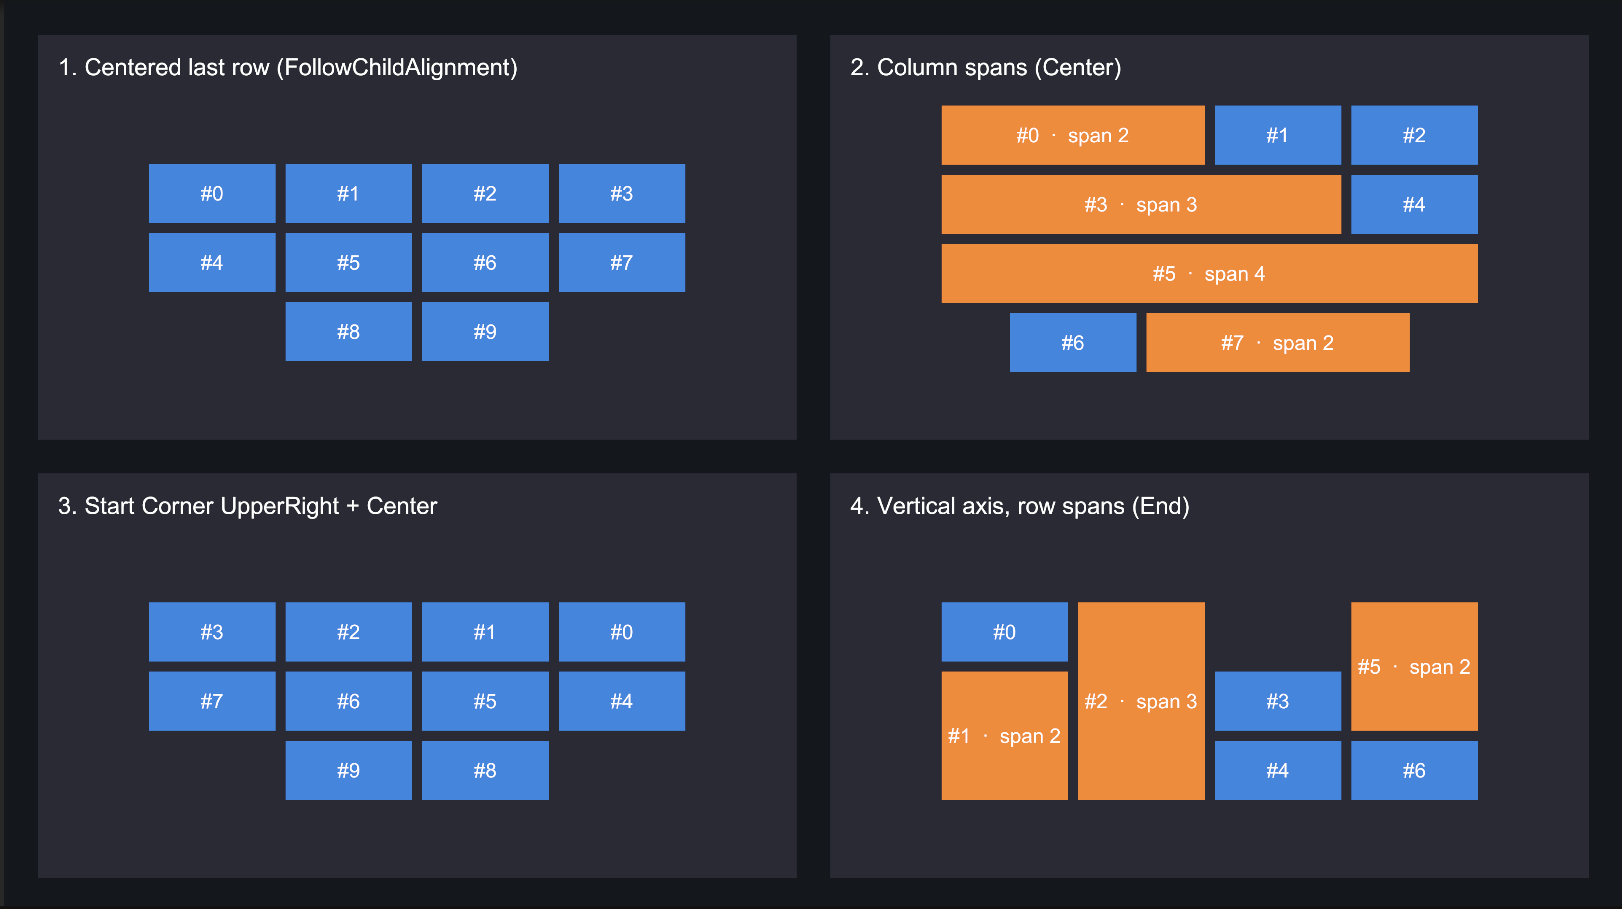 1. Centered last row (FollowChildAlignment)
#0
#1
#2
#3
#4
#5
#6
#7
#8
#9
2. Column spans (Center)
#0 · span 2
#1
#2
#3 · span 3
#4
#5 · span 4
#6
#7 · span 2
3. Start Corner UpperRight + Center
#3
#2
#1
#0
#7
#6
#5
#4
#9
#8
4. Vertical axis, row spans (End)
#0
#1 · span 2
#2 · span 3
#3
#4
#5 · span 2
#6